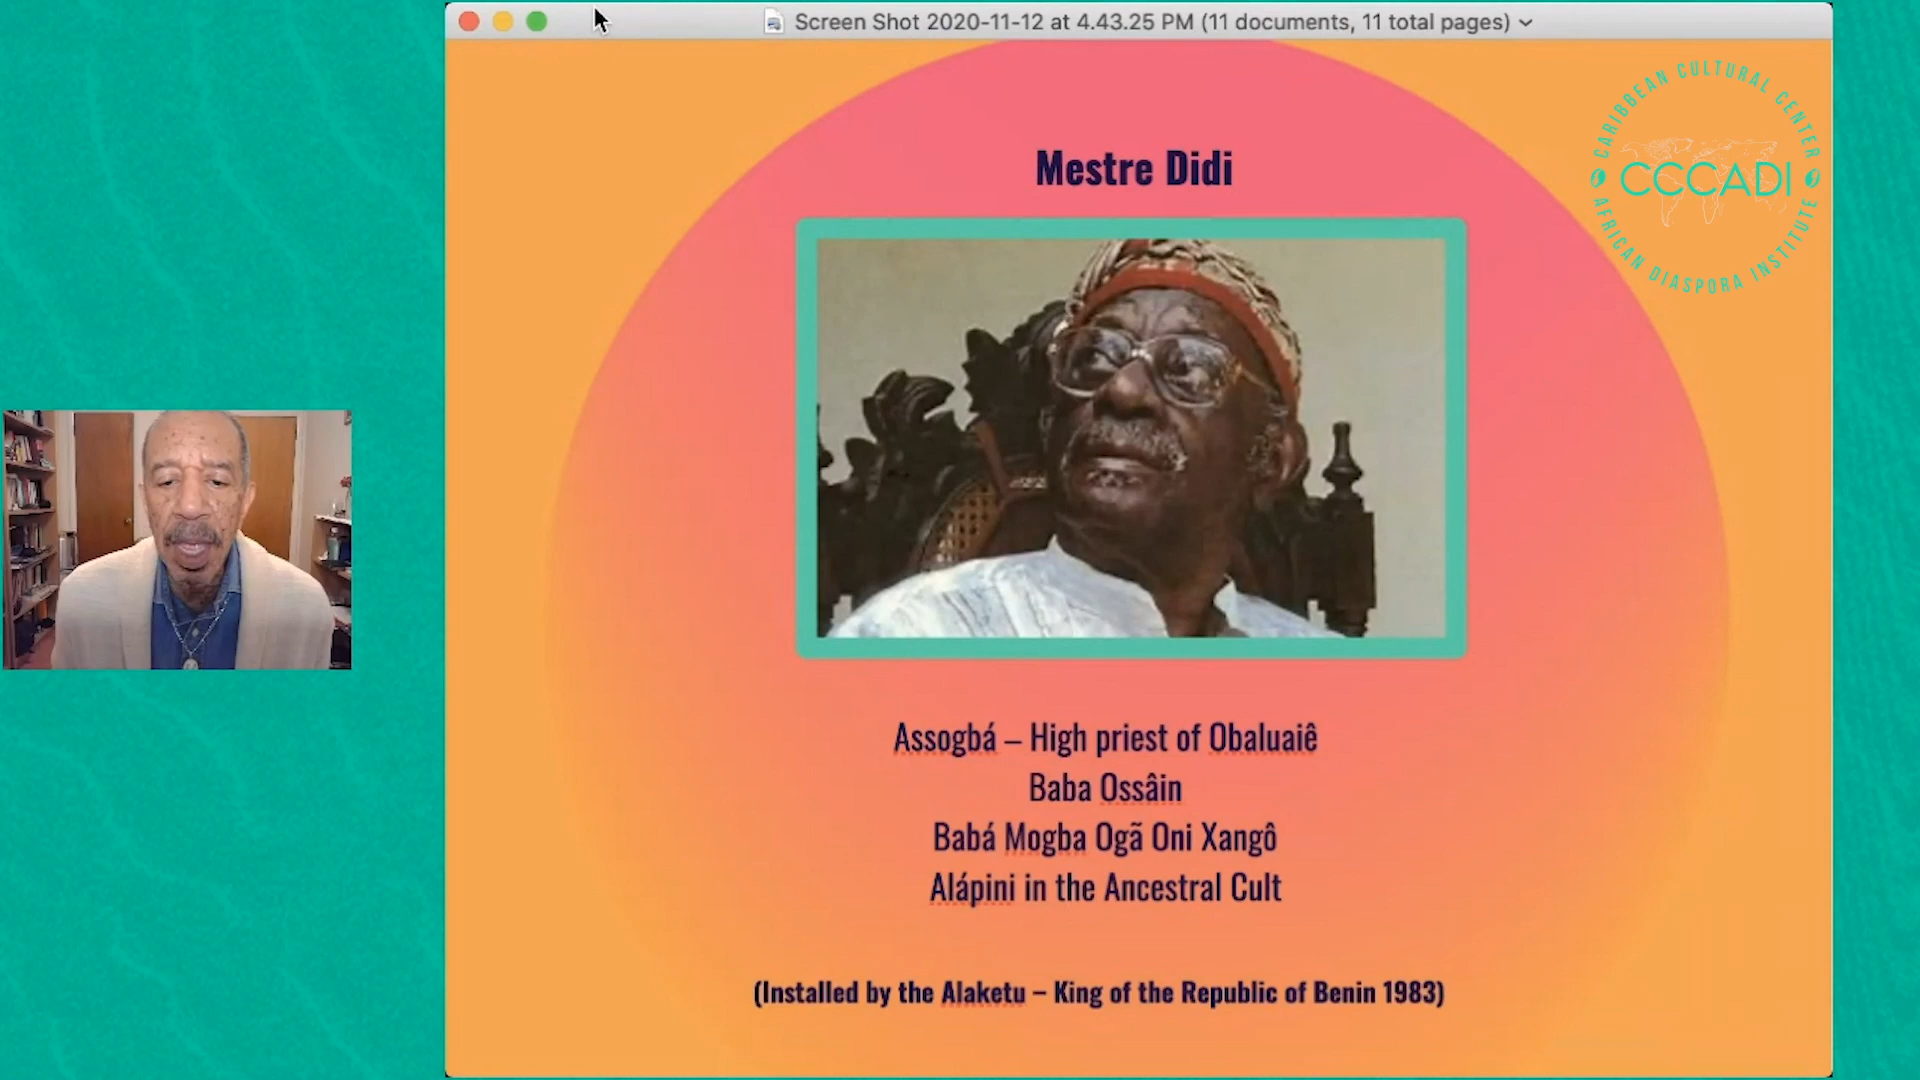 Screen Shot 2020-11-12 at 4.43.25 PM (11 documents, 11 total pages)
CARIBBEAN CULTURAL CENTER
CCCADI
AFRICAN DIASPORA INSTITUTE
Mestre Didi
Assogbá – High priest of Obaluaiê
Baba Ossâin
Babá Mogba Ogã Oni Xangô
Alápini in the Ancestral Cult
(Installed by the Alaketu – King of the Republic of Benin 1983)